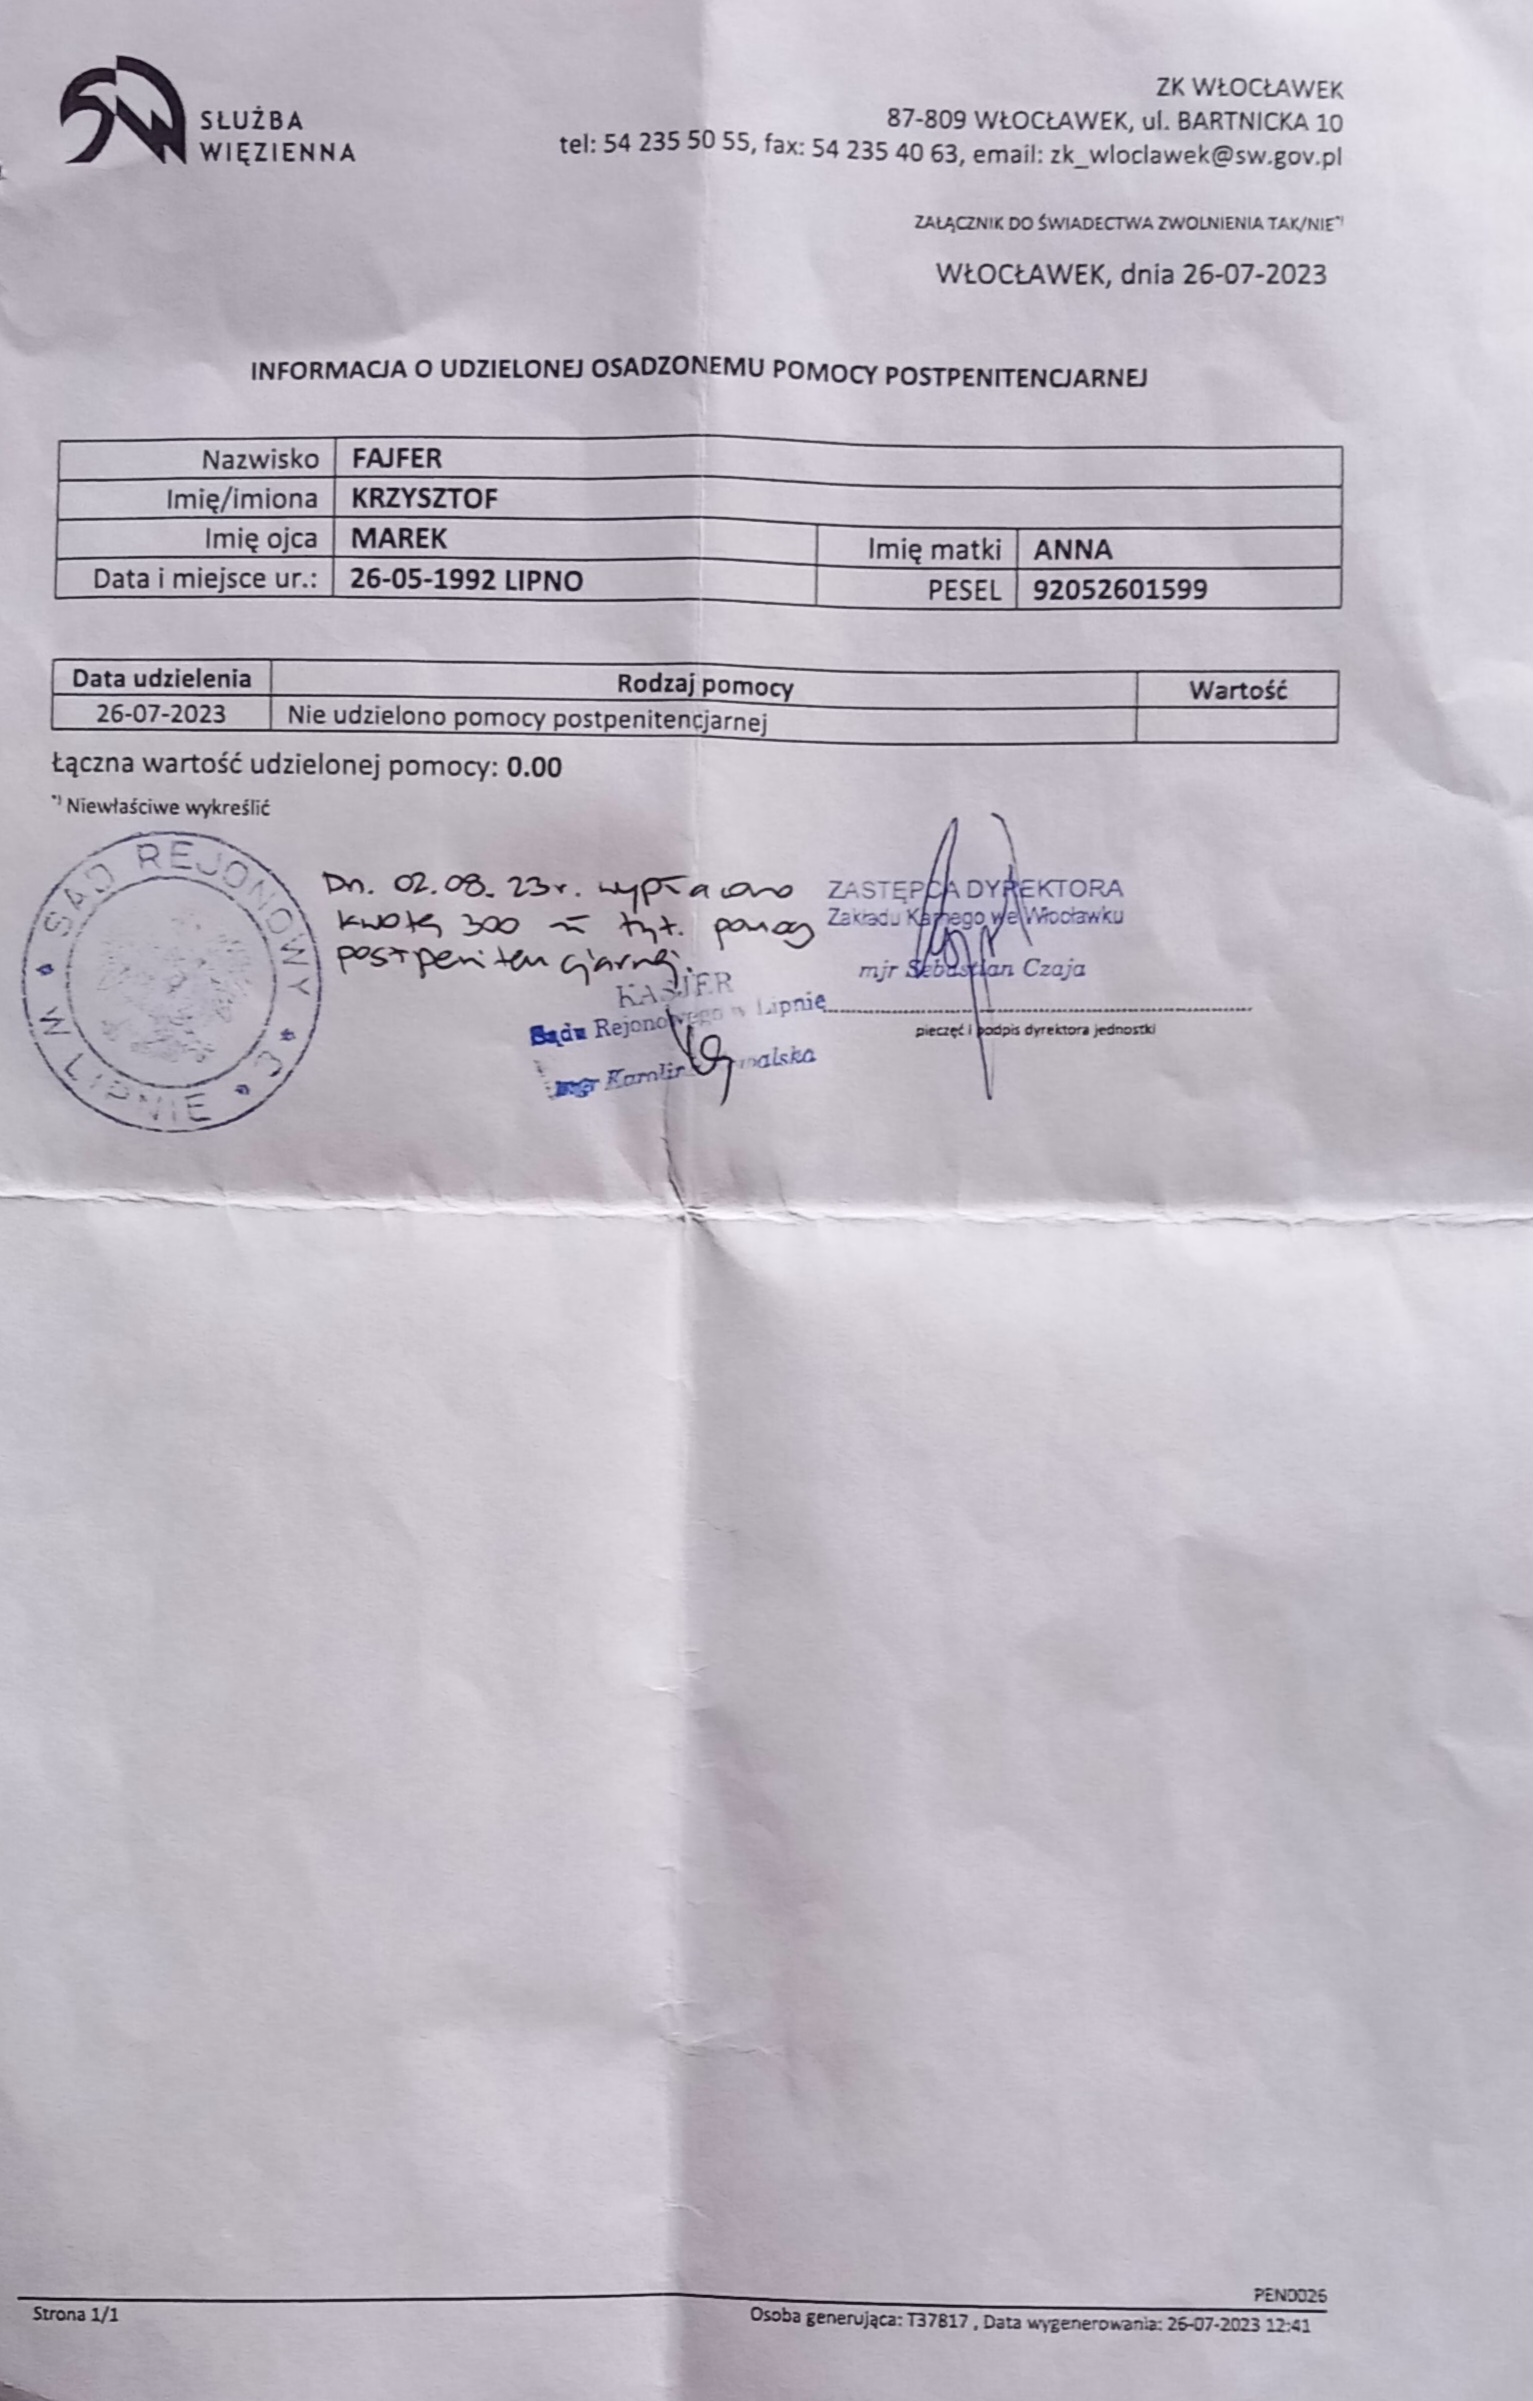 SŁUŻBA
WIĘZIENNA
ZK WŁOCŁAWEK
87-809 WŁOCŁAWEK, ul. BARTNICKA 10
tel: 54 235 50 55, fax: 54 235 40 63, email: zk_wloclawek@sw.gov.pl
ZAŁĄCZNIK DO ŚWIADECTWA ZWOLNIENIA TAK/NIE*)
WŁOCŁAWEK, dnia 26-07-2023
INFORMACJA O UDZIELONEJ OSADZONEMU POMOCY POSTPENITENCJARNEJ
Nazwisko FAJFER
Imię/imiona KRZYSZTOF
Imię ojca MAREK Imię matki ANNA
Data i miejsce ur.: 26-05-1992 LIPNO PESEL 92052601599
Data udzielenia Rodzaj pomocy Wartość
26-07-2023 Nie udzielono pomocy postpenitencjarnej
Łączna wartość udzielonej pomocy: 0.00
*) Niewłaściwe wykreślić
SĄD REJONOWY W LIPNIE
Dn. 02.08.23r. wypłacono
kwotę 300 zł tyt. pomocy
postpenitencjarnej.
KASJER
Sądu Rejonowego w Lipnie
mgr
ZASTĘPCA DYREKTORA
Zakładu Karnego we Włocławku
mjr Sebastian Czaja
pieczęć i podpis dyrektora jednostki
PEN0026
Strona 1/1
Osoba generująca: T37817 , Data wygenerowania: 26-07-2023 12:41